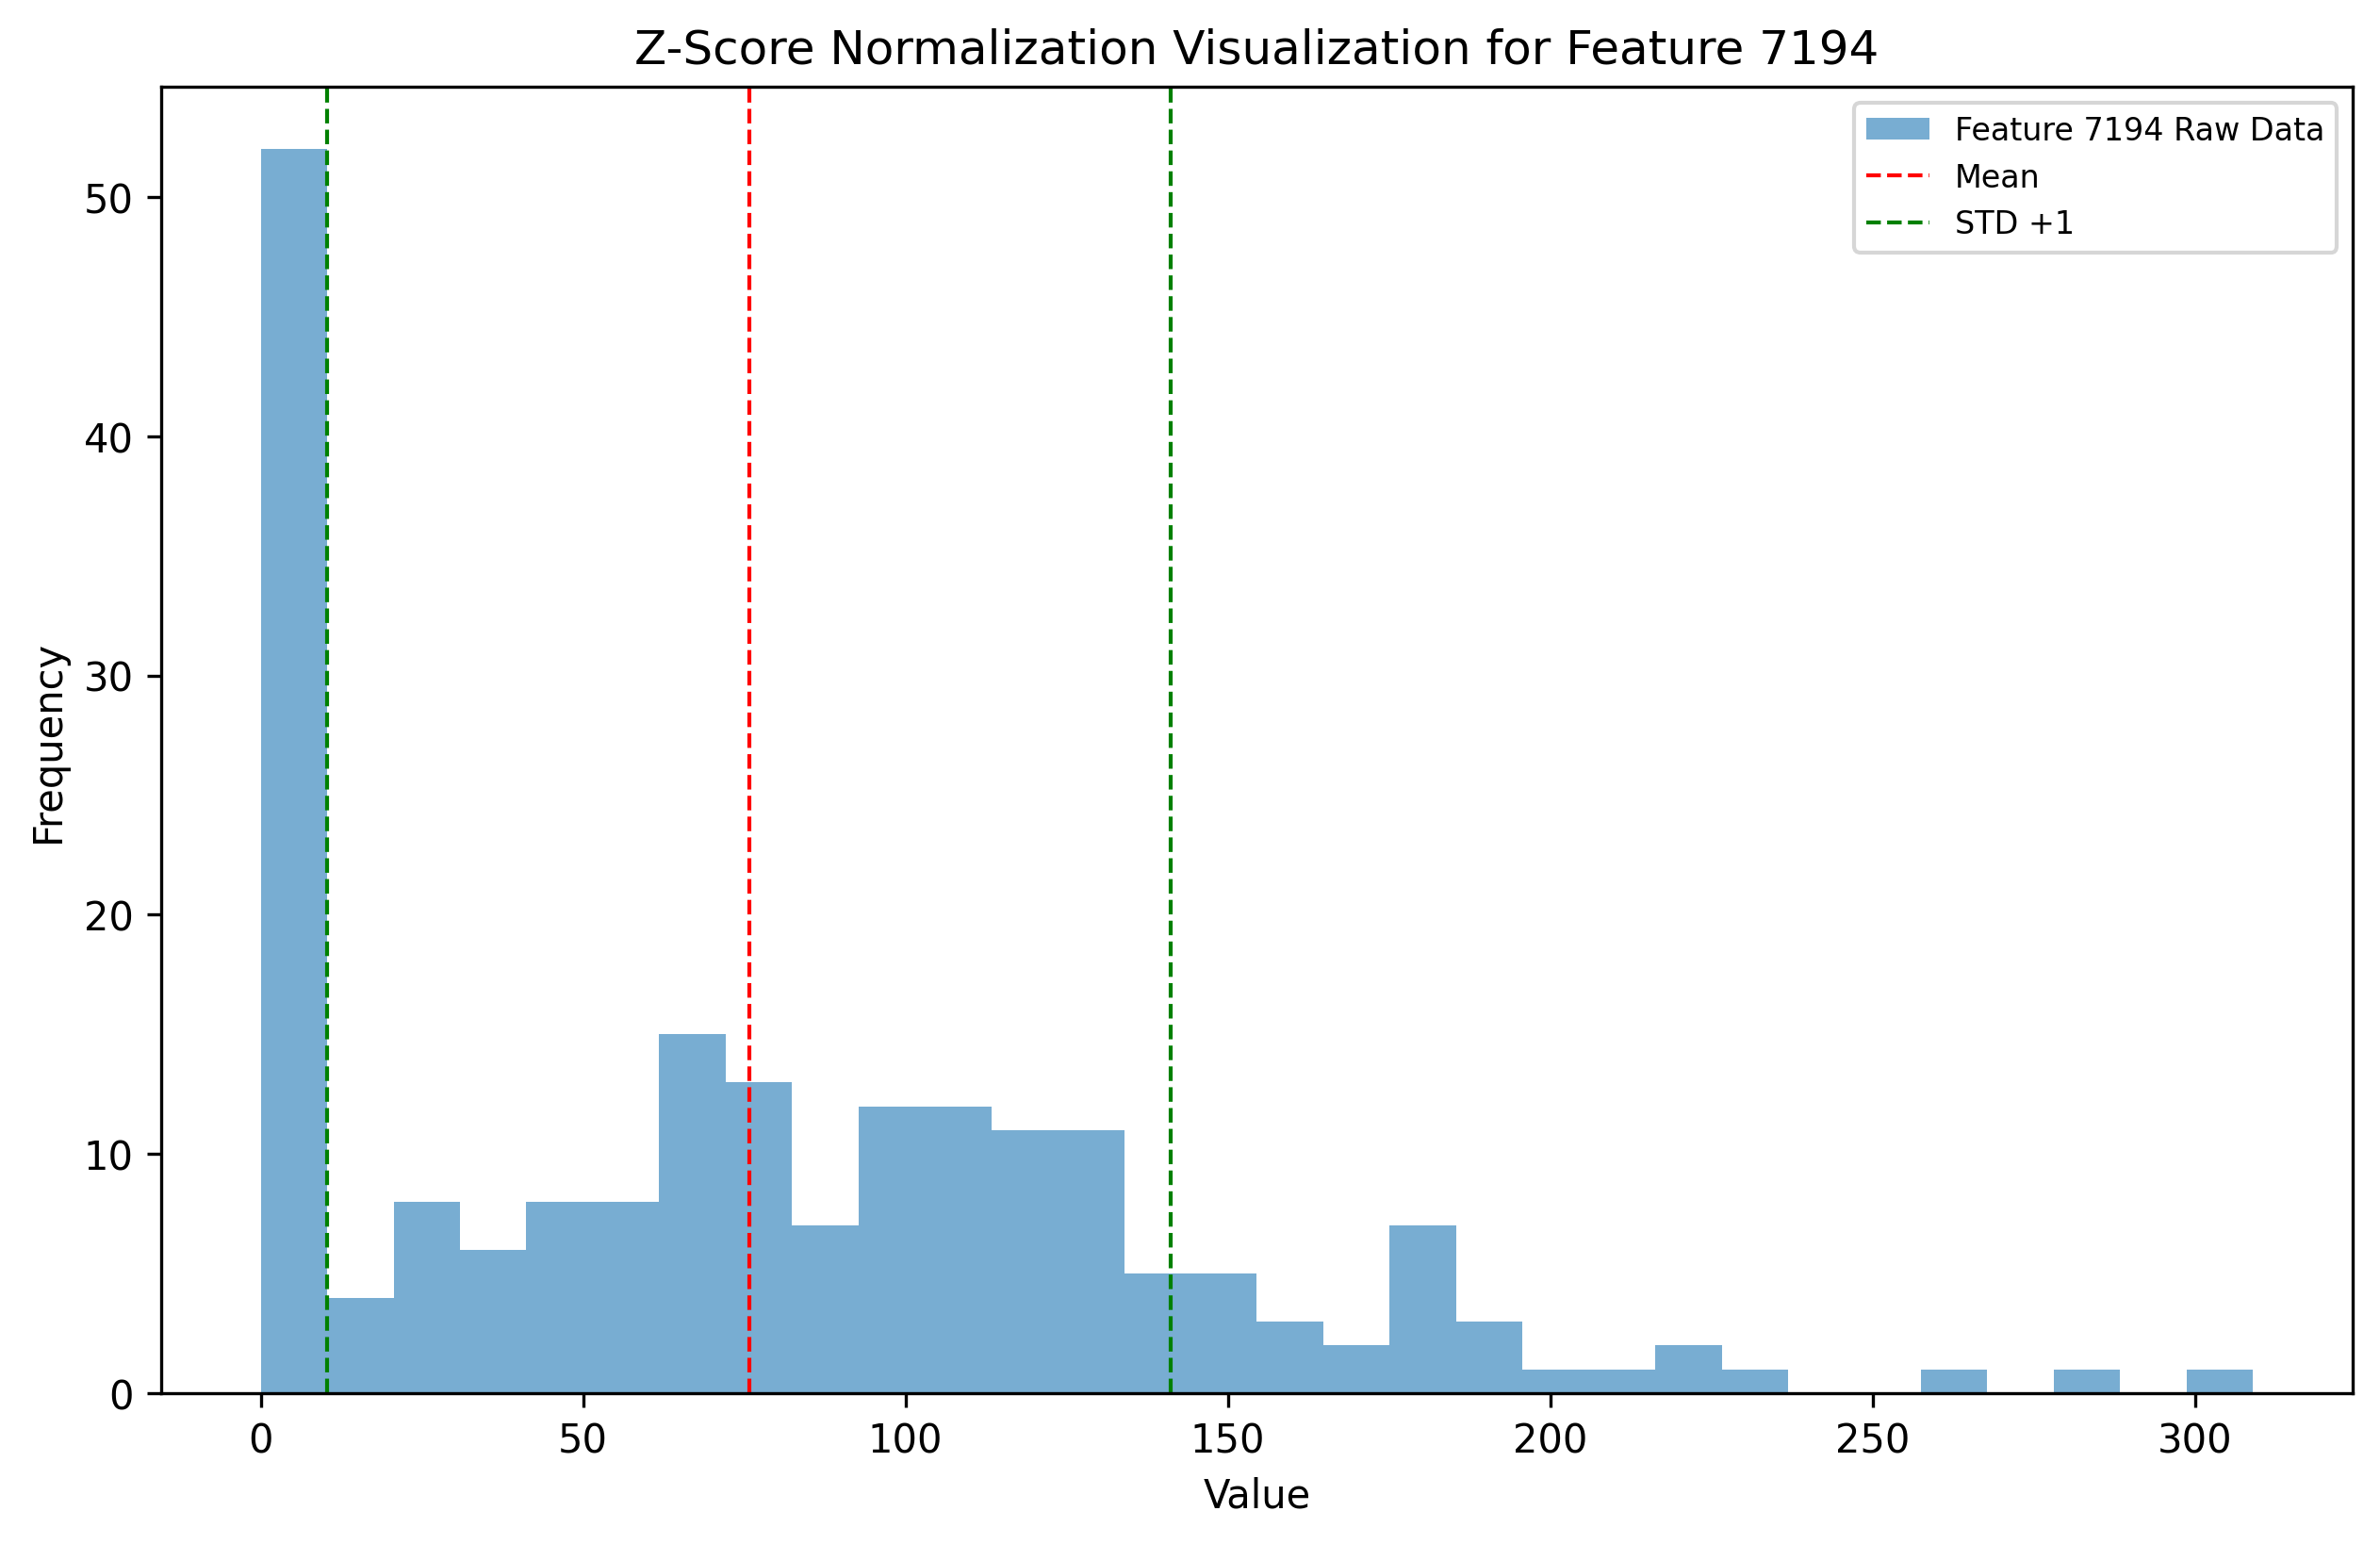 Z-Score Normalization Visualization for Feature 7194
Feature 7194 Raw Data
Mean
STD +1
50
40
30
20
10
0
Frequency
0 50 100 150 200 250 300
Value